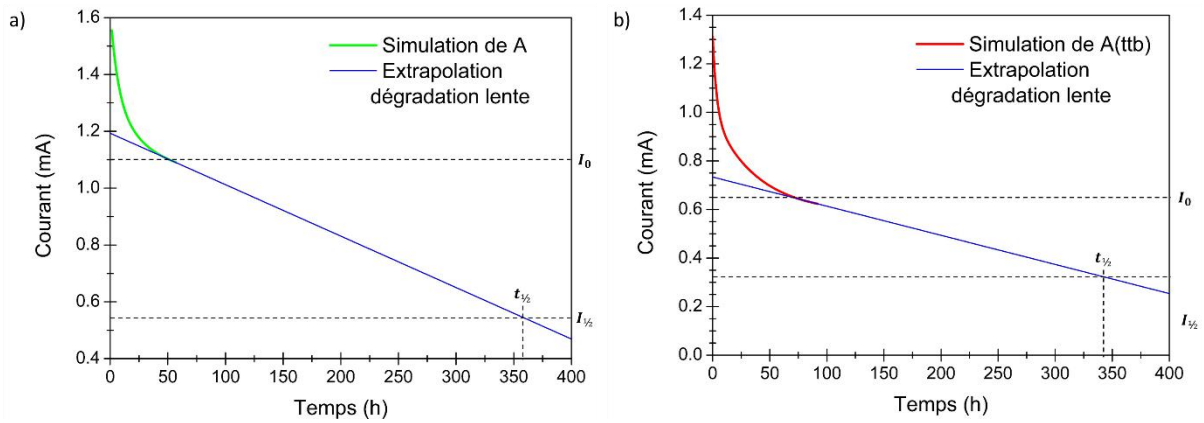 a)
Courant (mA)
1.6
1.4
1.2
1.0
0.8
0.6
0.4
Simulation de A
Extrapolation
dégradation lente
I₀
t½
I½
0 50 100 150 200 250 300 350 400
Temps (h)
b)
Courant (mA)
1.4
1.2
1.0
0.8
0.6
0.4
0.2
0.0
Simulation de A(ttb)
Extrapolation
dégradation lente
I₀
t½
I½
0 50 100 150 200 250 300 350 400
Temps (h)